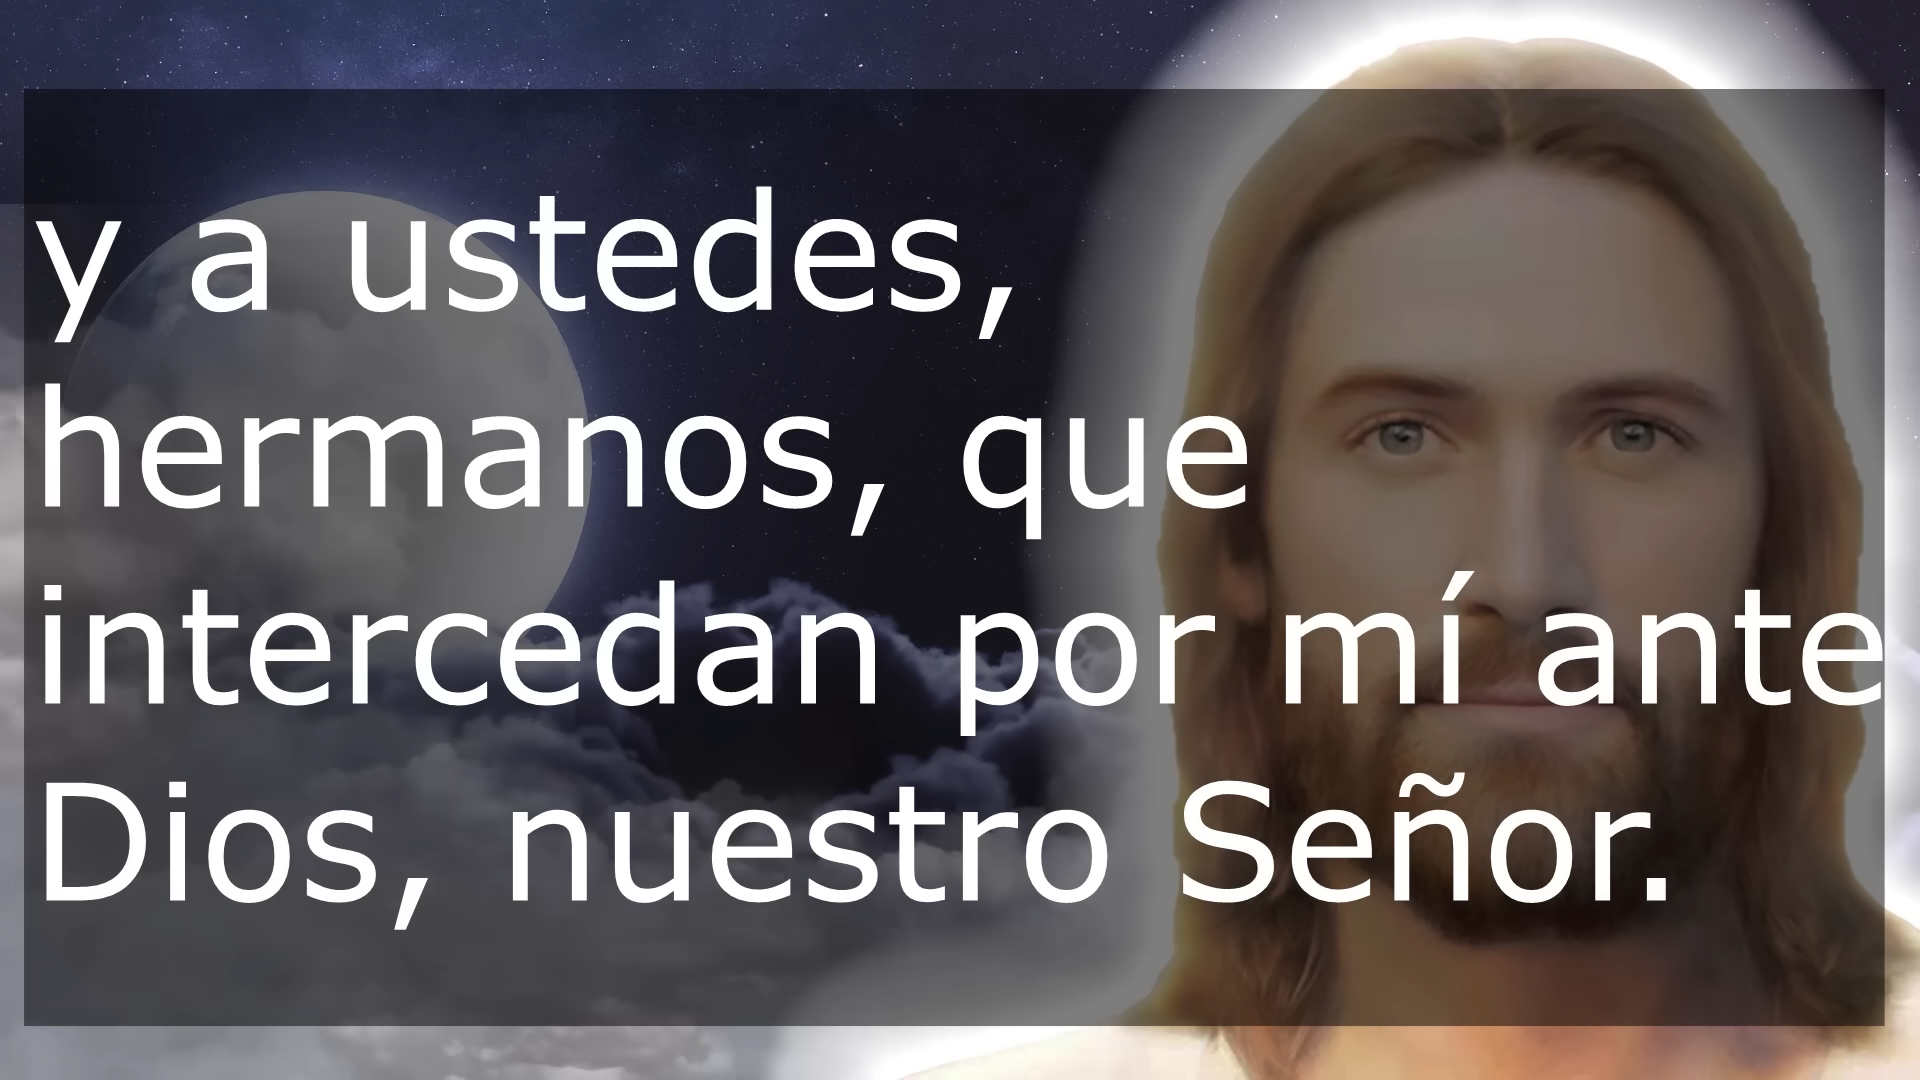 y a ustedes,
hermanos, que
intercedan por mí ante
Dios, nuestro Señor.